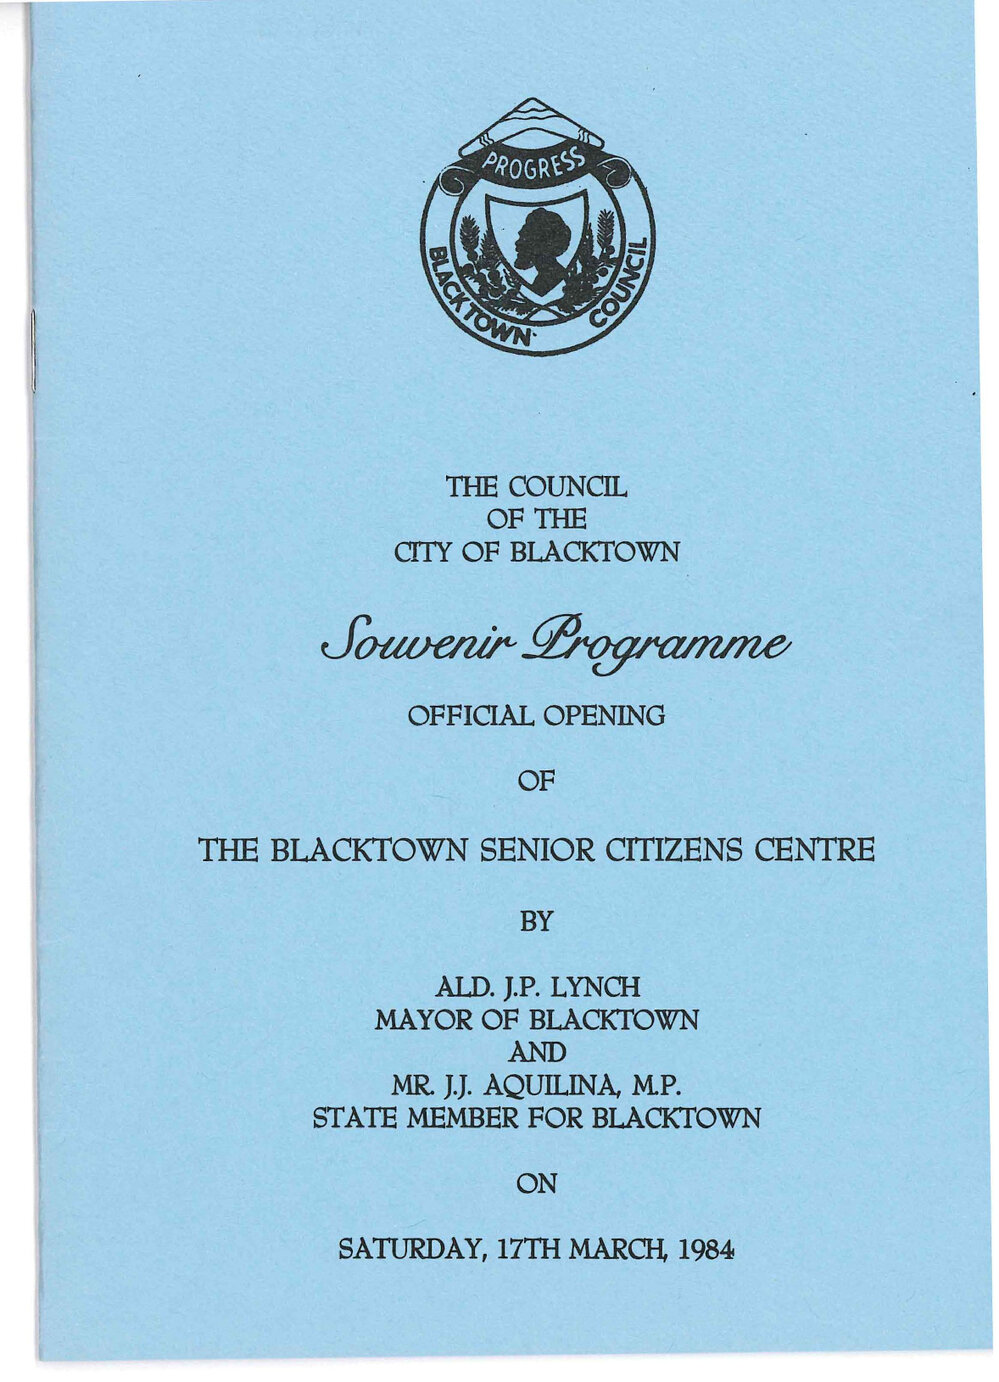 PROGRESS
BLACKTOWN COUNCIL
THE COUNCIL
OF THE
CITY OF BLACKTOWN
Souvenir Programme
OFFICIAL OPENING
OF
THE BLACKTOWN SENIOR CITIZENS CENTRE
BY
ALD. J.P. LYNCH
MAYOR OF BLACKTOWN
AND
MR. J.J. AQUILINA, M.P.
STATE MEMBER FOR BLACKTOWN
ON
SATURDAY, 17TH MARCH, 1984